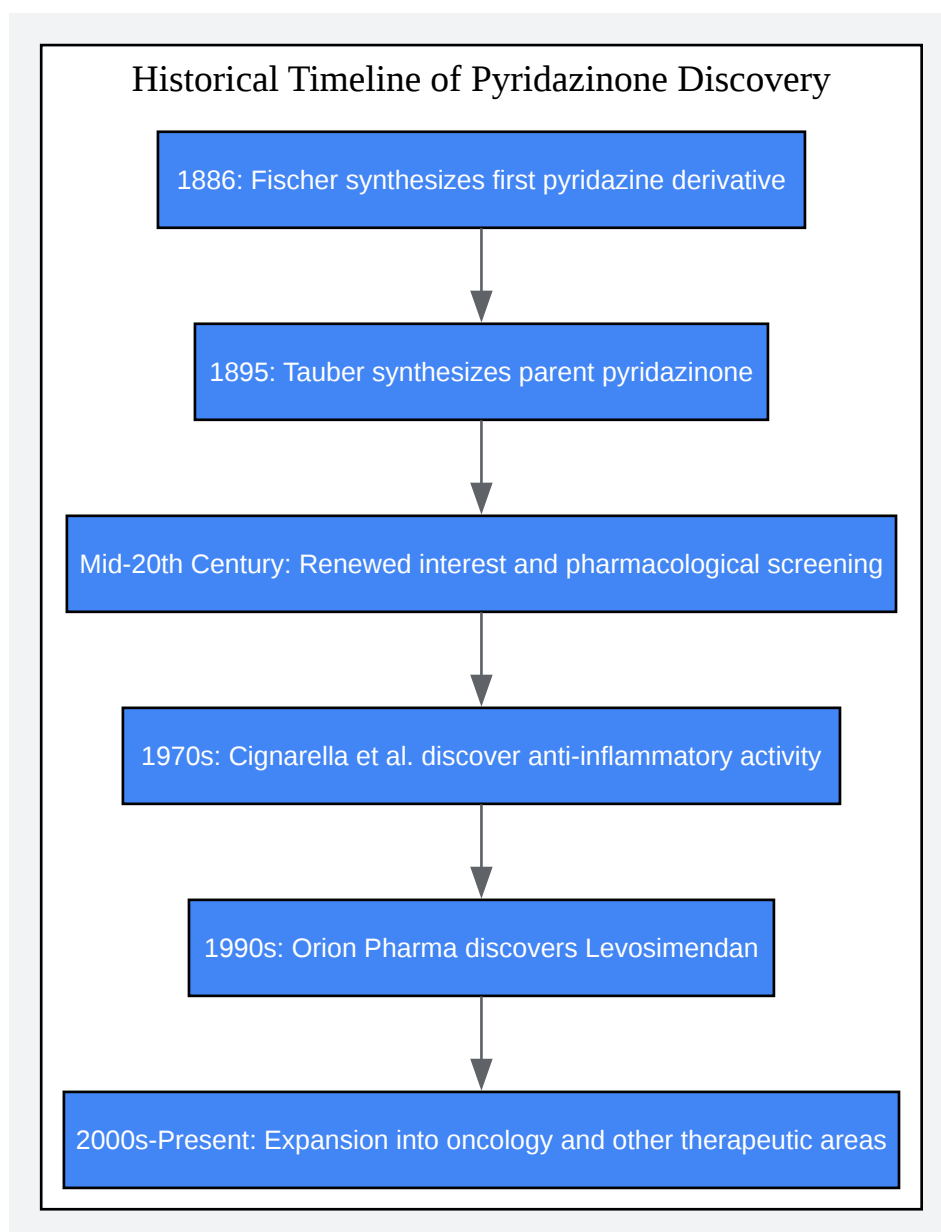 Historical Timeline of Pyridazinone Discovery
1886: Fischer synthesizes first pyridazine derivative
1895: Tauber synthesizes parent pyridazinone
Mid-20th Century: Renewed interest and pharmacological screening
1970s: Cignarella et al. discover anti-inflammatory activity
1990s: Orion Pharma discovers Levosimendan
2000s-Present: Expansion into oncology and other therapeutic areas